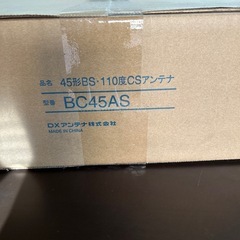 品名 45形BS・110度CSアンテナ
型番 BC45AS
DXアンテナ株式会社
MADE IN CHINA